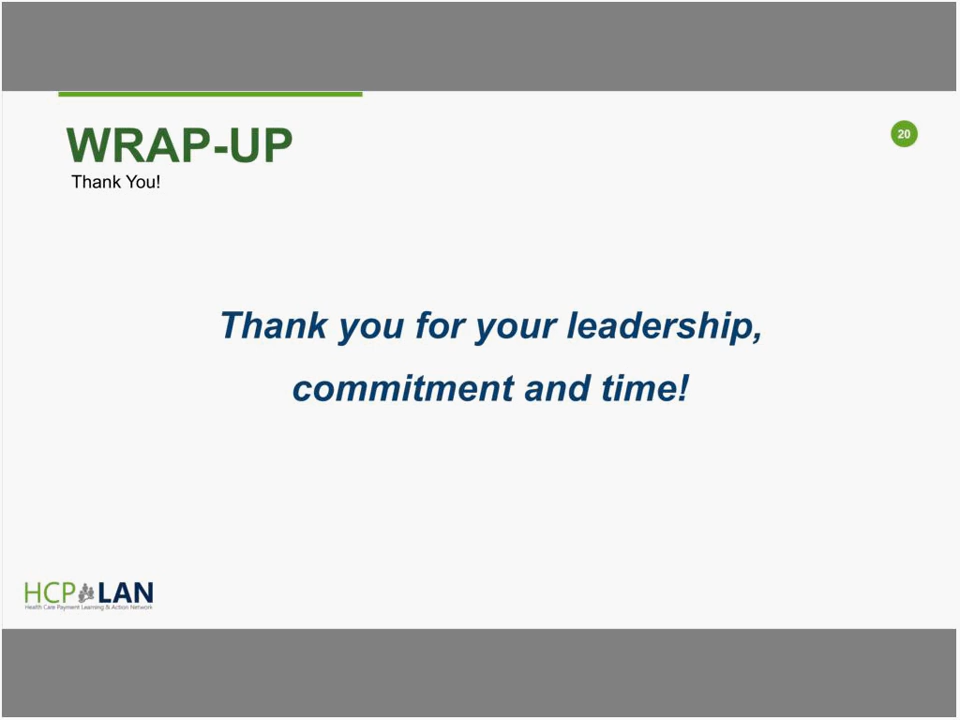 WRAP-UP
20
Thank You!
Thank you for your leadership,
commitment and time!
HCP LAN
Health Care Payment Learning & Action Network